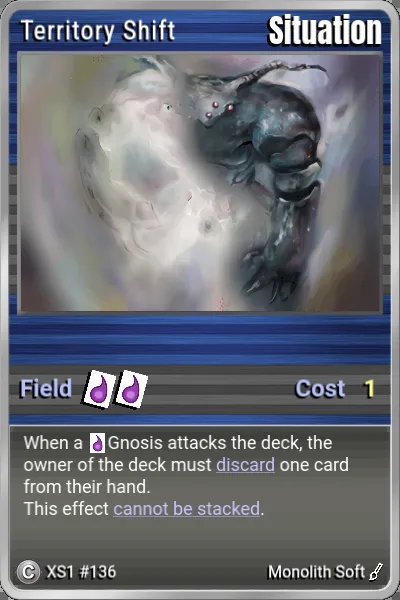 Territory Shift
Situation
Field
Cost 1
When a Gnosis attacks the deck, the
owner of the deck must discard one card
from their hand.
This effect cannot be stacked.
C XS1 #136
Monolith Soft